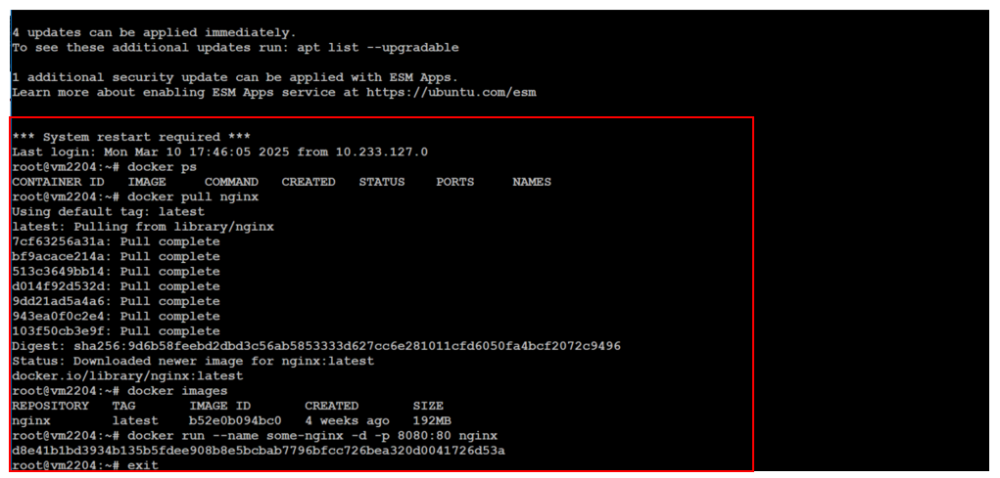 4 updates can be applied immediately.
To see these additional updates run: apt list --upgradable
1 additional security update can be applied with ESM Apps.
Learn more about enabling ESM Apps service at https://ubuntu.com/esm
*** System restart required ***
Last login: Mon Mar 10 17:46:05 2025 from 10.233.127.0
root@vm2204:~# docker ps
CONTAINER ID   IMAGE     COMMAND   CREATED   STATUS    PORTS     NAMES
root@vm2204:~# docker pull nginx
Using default tag: latest
latest: Pulling from library/nginx
7cf63256a31a: Pull complete
bf9acace214a: Pull complete
513c3649bb14: Pull complete
d014f92d532d: Pull complete
9dd21ad5a4a6: Pull complete
943ea0f0c2e4: Pull complete
103f50cb3e9f: Pull complete
Digest: sha256:9d6b58feebd2dbd3c56ab5853333d627cc6e281011cfd6050fa4bcf2072c9496
Status: Downloaded newer image for nginx:latest
docker.io/library/nginx:latest
root@vm2204:~# docker images
REPOSITORY   TAG       IMAGE ID       CREATED       SIZE
nginx        latest    b52e0b094bc0   4 weeks ago   192MB
root@vm2204:~# docker run --name some-nginx -d -p 8080:80 nginx
d8e41b1bd3934b135b5fdee908b8e5bcbab7796bfcc726bea320d0041726d53a
root@vm2204:~# exit